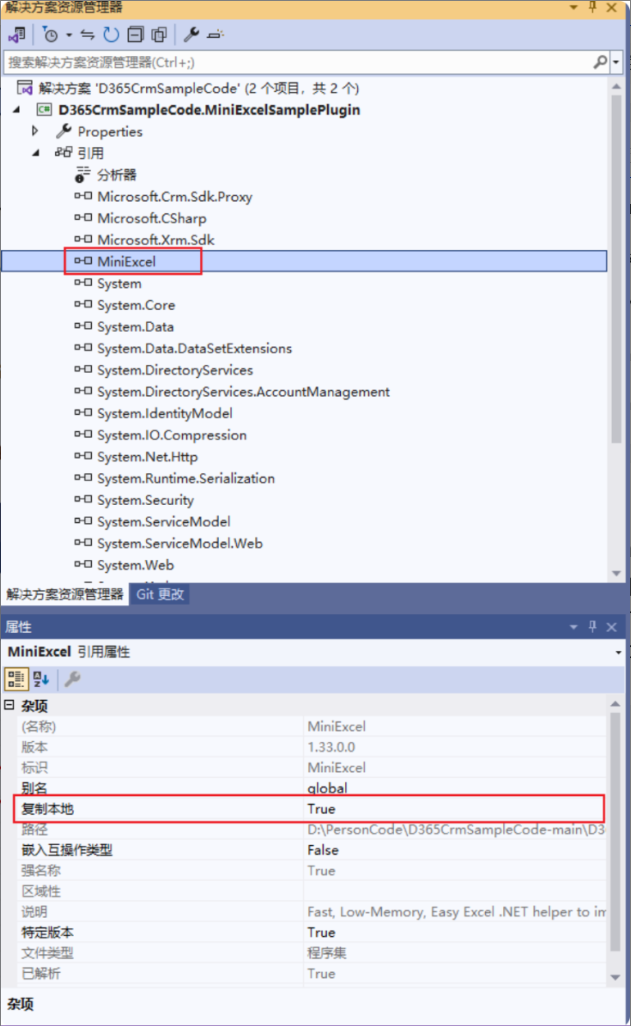 解决方案资源管理器
搜索解决方案资源管理器(Ctrl+;)
解决方案 'D365CrmSampleCode' (2 个项目，共 2 个)
D365CrmSampleCode.MiniExcelSamplePlugin
Properties
引用
分析器
Microsoft.Crm.Sdk.Proxy
Microsoft.CSharp
Microsoft.Xrm.Sdk
MiniExcel
System
System.Core
System.Data
System.Data.DataSetExtensions
System.DirectoryServices
System.DirectoryServices.AccountManagement
System.IdentityModel
System.IO.Compression
System.Net.Http
System.Runtime.Serialization
System.Security
System.ServiceModel
System.ServiceModel.Web
System.Web
解决方案资源管理器 Git 更改
属性
MiniExcel 引用属性
杂项
(名称) MiniExcel
版本 1.33.0.0
标识 MiniExcel
别名 global
复制本地 True
路径 D:\PersonCode\D365CrmSampleCode-main\D3
嵌入互操作类型 False
强名称 True
区域性
说明 Fast, Low-Memory, Easy Excel .NET helper to im
特定版本 True
文件类型 程序集
已解析 True
杂项